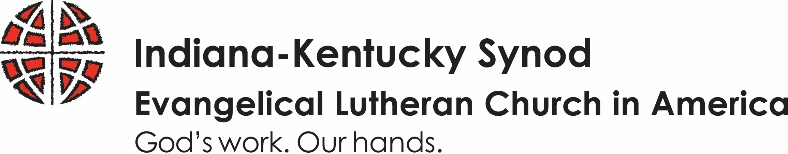 Indiana-Kentucky Synod
Evangelical Lutheran Church in America
God's work. Our hands.